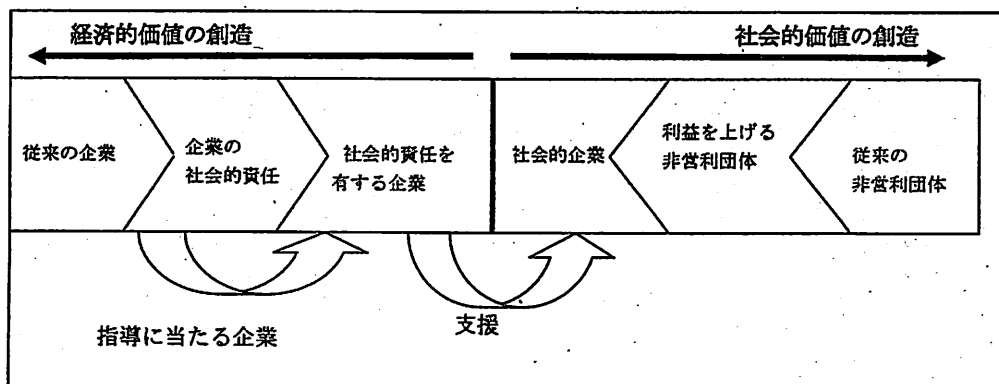 経済的価値の創造
社会的価値の創造
従来の企業
企業の
社会的責任
社会的責任を
有する企業
社会的企業
利益を上げる
非営利団体
従来の
非営利団体
指導に当たる企業
支援